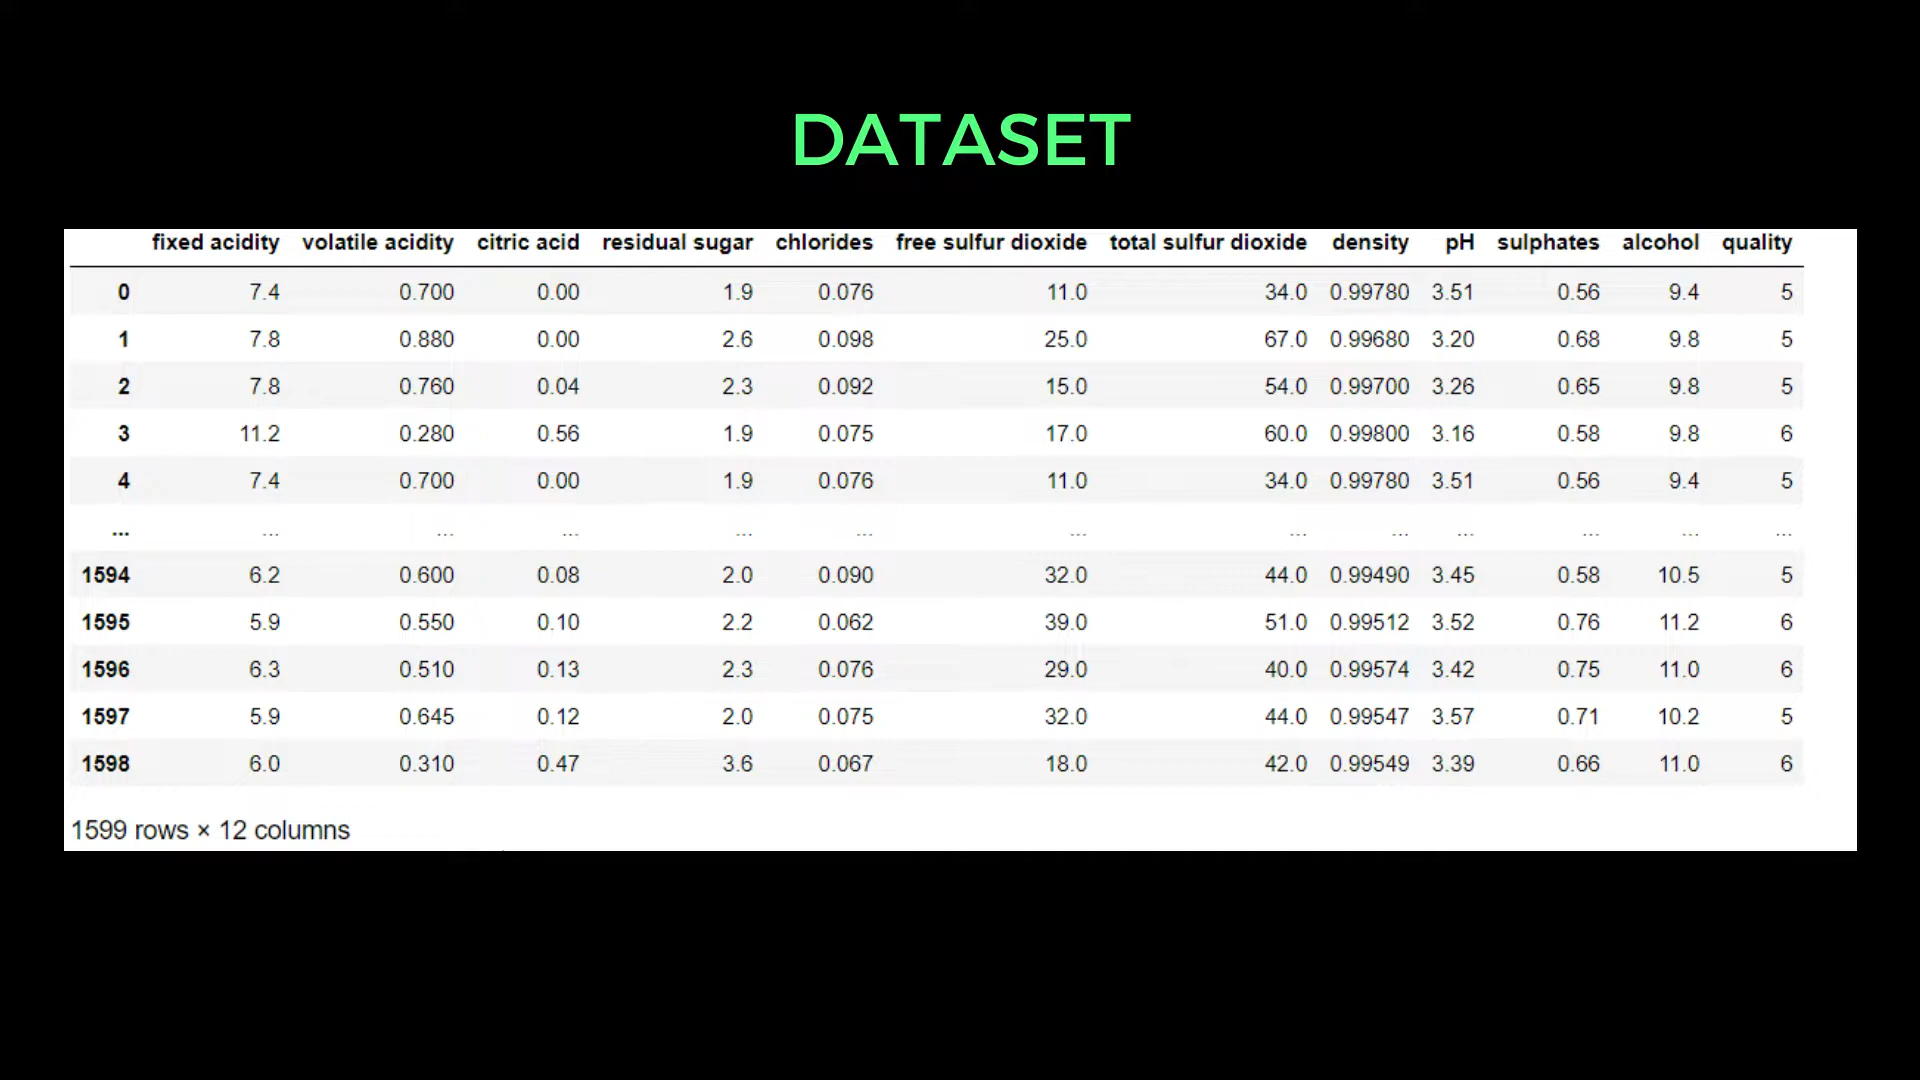 DATASET
fixed acidity volatile acidity citric acid residual sugar chlorides free sulfur dioxide total sulfur dioxide density pH sulphates alcohol quality
0 7.4 0.700 0.00 1.9 0.076 11.0 34.0 0.99780 3.51 0.56 9.4 5
1 7.8 0.880 0.00 2.6 0.098 25.0 67.0 0.99680 3.20 0.68 9.8 5
2 7.8 0.760 0.04 2.3 0.092 15.0 54.0 0.99700 3.26 0.65 9.8 5
3 11.2 0.280 0.56 1.9 0.075 17.0 60.0 0.99800 3.16 0.58 9.8 6
4 7.4 0.700 0.00 1.9 0.076 11.0 34.0 0.99780 3.51 0.56 9.4 5
... ... ... ... ... ... ... ... ... ... ... ... ...
1594 6.2 0.600 0.08 2.0 0.090 32.0 44.0 0.99490 3.45 0.58 10.5 5
1595 5.9 0.550 0.10 2.2 0.062 39.0 51.0 0.99512 3.52 0.76 11.2 6
1596 6.3 0.510 0.13 2.3 0.076 29.0 40.0 0.99574 3.42 0.75 11.0 6
1597 5.9 0.645 0.12 2.0 0.075 32.0 44.0 0.99547 3.57 0.71 10.2 5
1598 6.0 0.310 0.47 3.6 0.067 18.0 42.0 0.99549 3.39 0.66 11.0 6
1599 rows × 12 columns